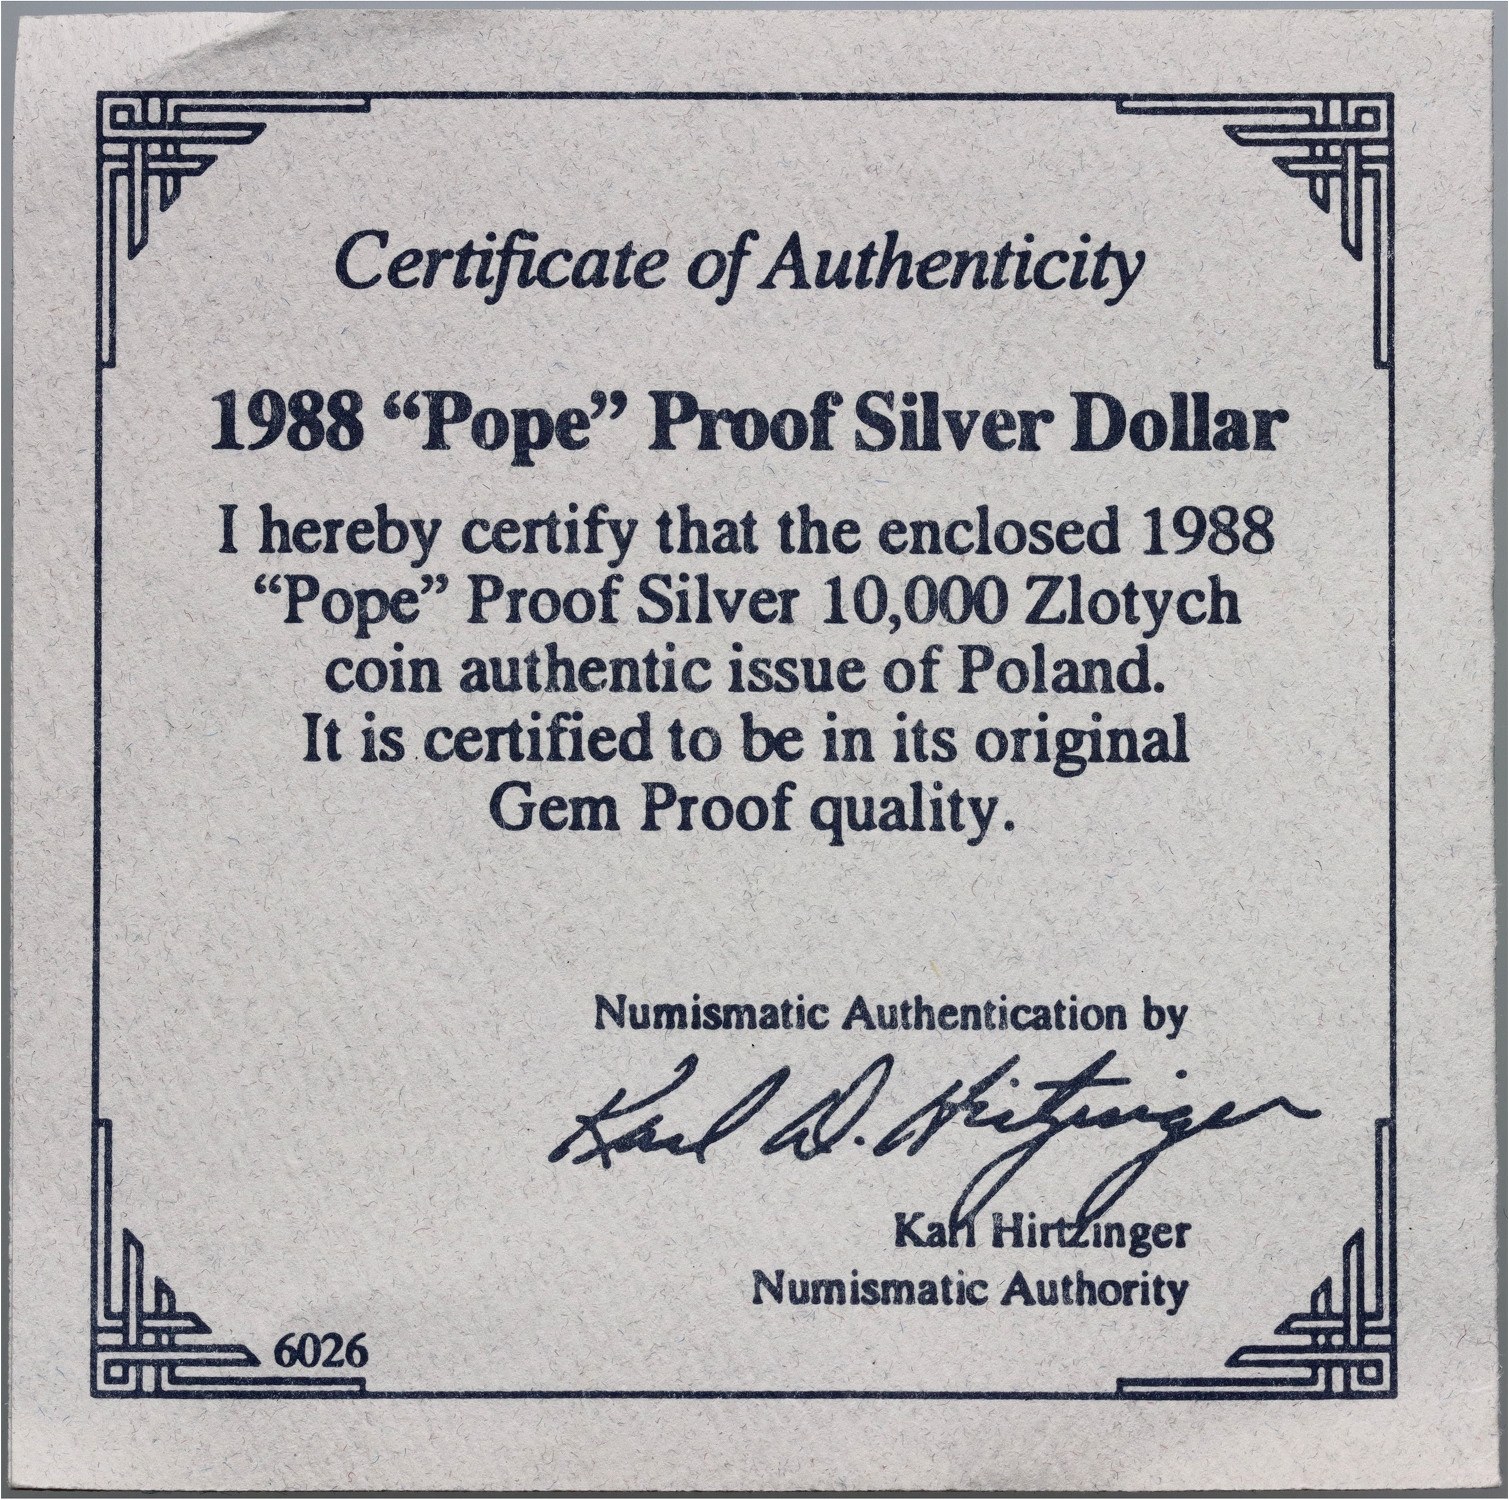 Certificate of Authenticity
1988 “Pope” Proof Silver Dollar
I hereby certify that the enclosed 1988
“Pope” Proof Silver 10,000 Zlotych
coin authentic issue of Poland.
It is certified to be in its original
Gem Proof quality.
Numismatic Authentication by
Karl D. Hirtzinger
Karl Hirtzinger
Numismatic Authority
6026